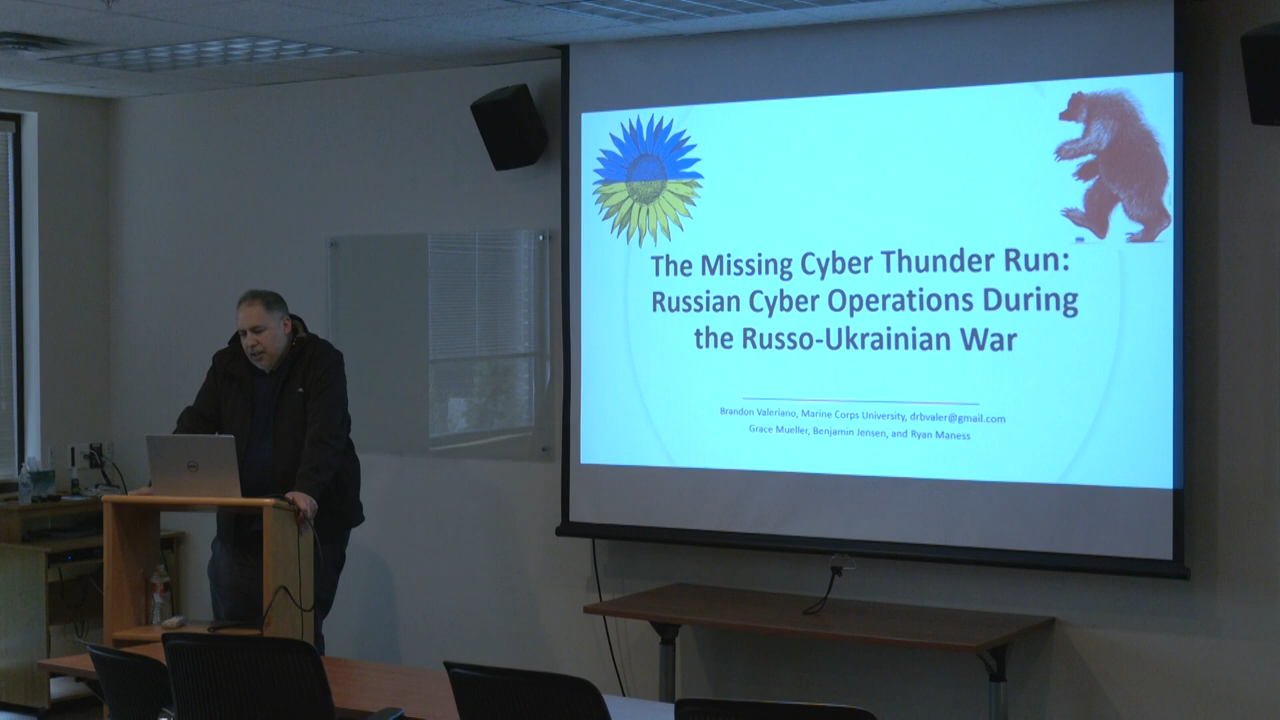 The Missing Cyber Thunder Run:
Russian Cyber Operations During
the Russo-Ukrainian War
Brandon Valeriano, Marine Corps University, drbvaler@gmail.com
Grace Mueller, Benjamin Jensen, and Ryan Maness
DELL